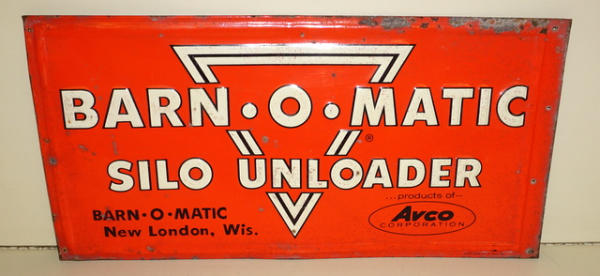 BARN•O•MATIC
®
SILO UNLOADER
BARN•O•MATIC
New London, Wis.
...products of...
Avco
CORPORATION